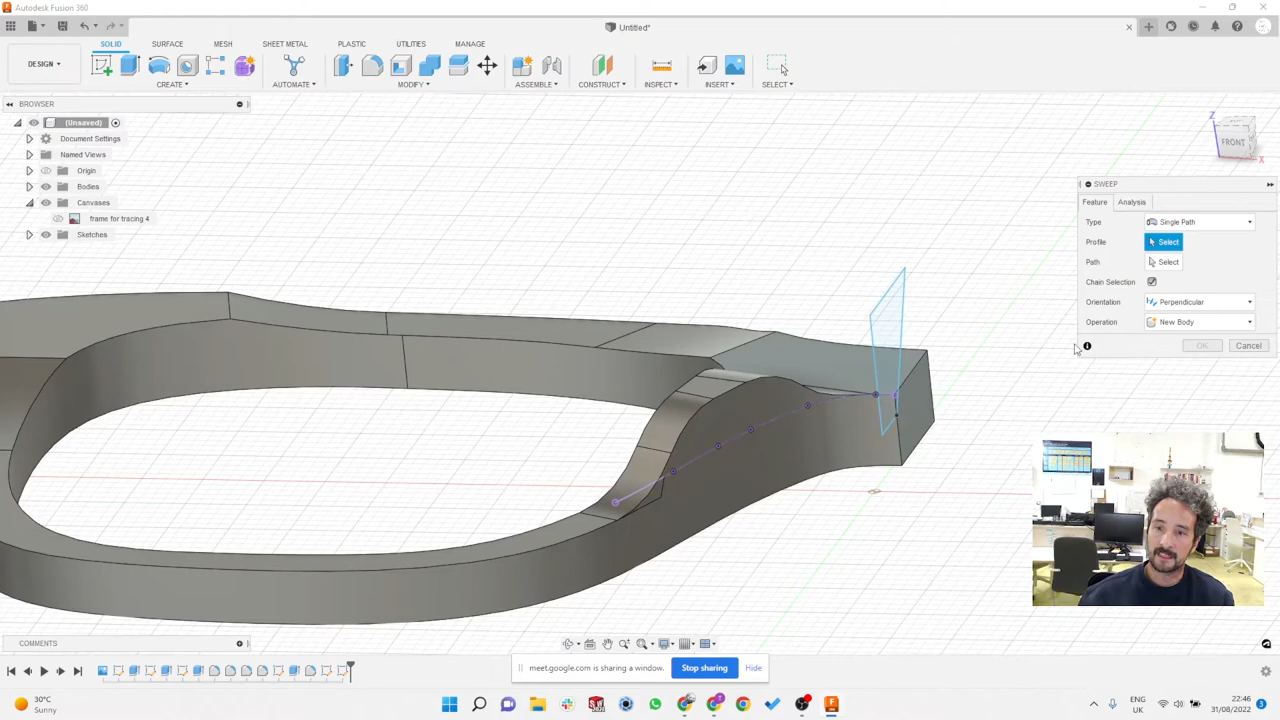 Autodesk Fusion 360
Untitled*
DESIGN
SOLID SURFACE MESH SHEET METAL PLASTIC UTILITIES MANAGE
CREATE AUTOMATE MODIFY ASSEMBLE CONSTRUCT INSPECT INSERT SELECT
BROWSER
(Unsaved)
Document Settings
Named Views
Origin
Bodies
Canvases
frame for tracing 4
Sketches
Z
FRONT
X
SWEEP
Feature Analysis
Type Single Path
Profile Select
Path Select
Chain Selection
Orientation Perpendicular
Operation New Body
OK Cancel
COMMENTS
meet.google.com is sharing a window. Stop sharing Hide
30°C
Sunny
ENG
UK
22:46
31/08/2022
3